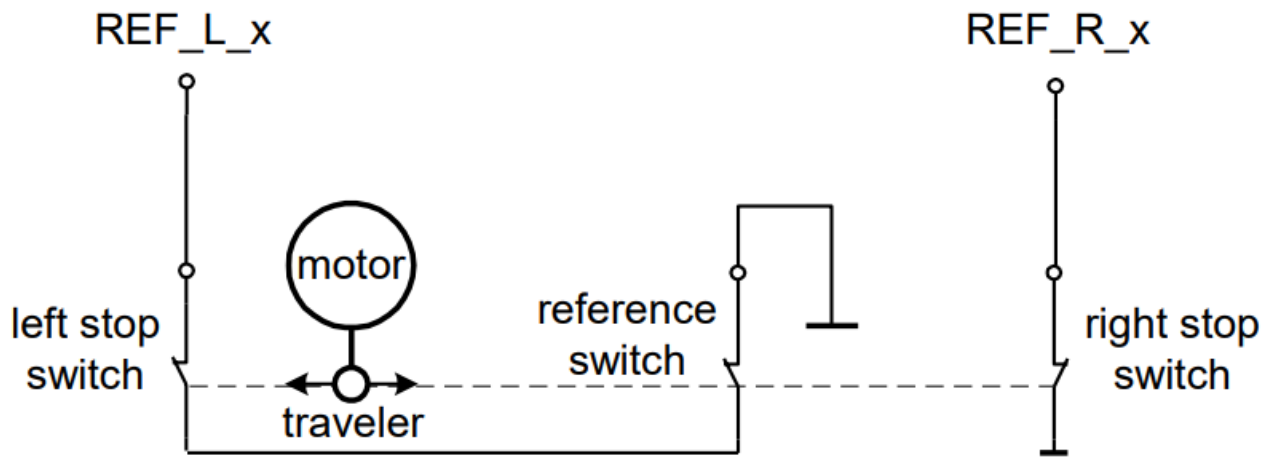 REF_L_x
REF_R_x
motor
left stop
switch
reference
switch
right stop
switch
traveler